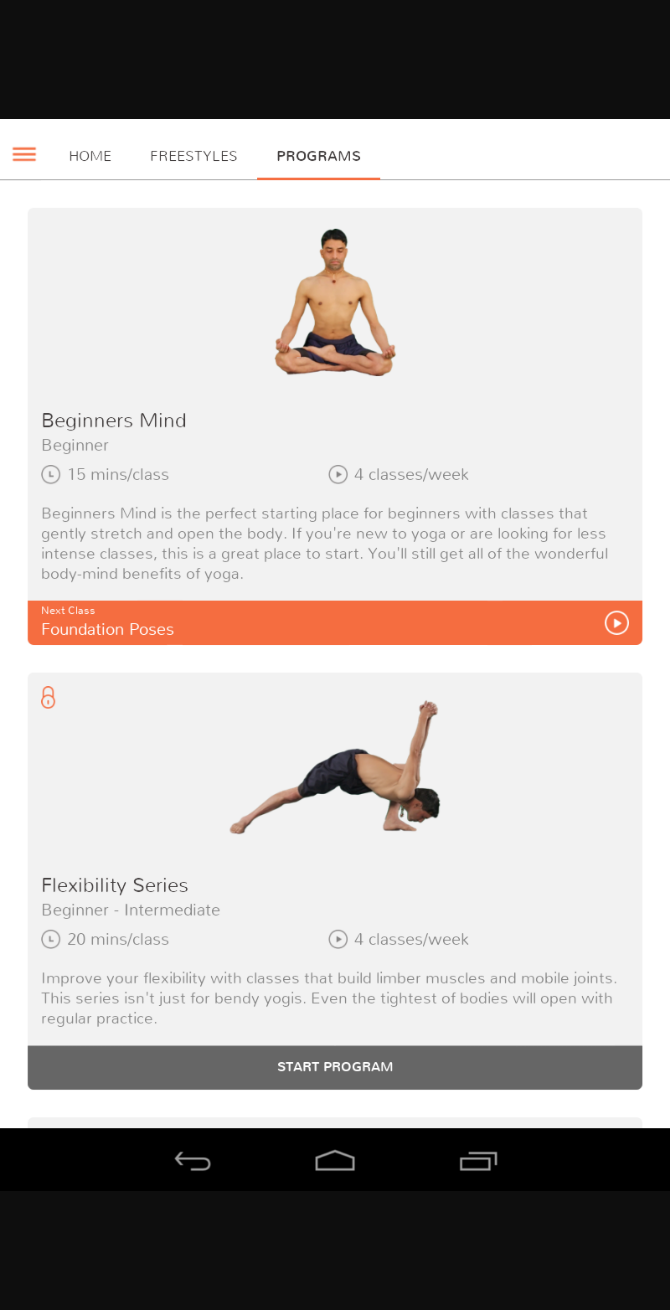 HOME FREESTYLES PROGRAMS
Beginners Mind
Beginner
15 mins/class 4 classes/week
Beginners Mind is the perfect starting place for beginners with classes that
gently stretch and open the body. If you're new to yoga or are looking for less
intense classes, this is a great place to start. You'll still get all of the wonderful
body-mind benefits of yoga.
Next Class
Foundation Poses
Flexibility Series
Beginner - Intermediate
20 mins/class 4 classes/week
Improve your flexibility with classes that build limber muscles and mobile joints.
This series isn't just for bendy yogis. Even the tightest of bodies will open with
regular practice.
START PROGRAM